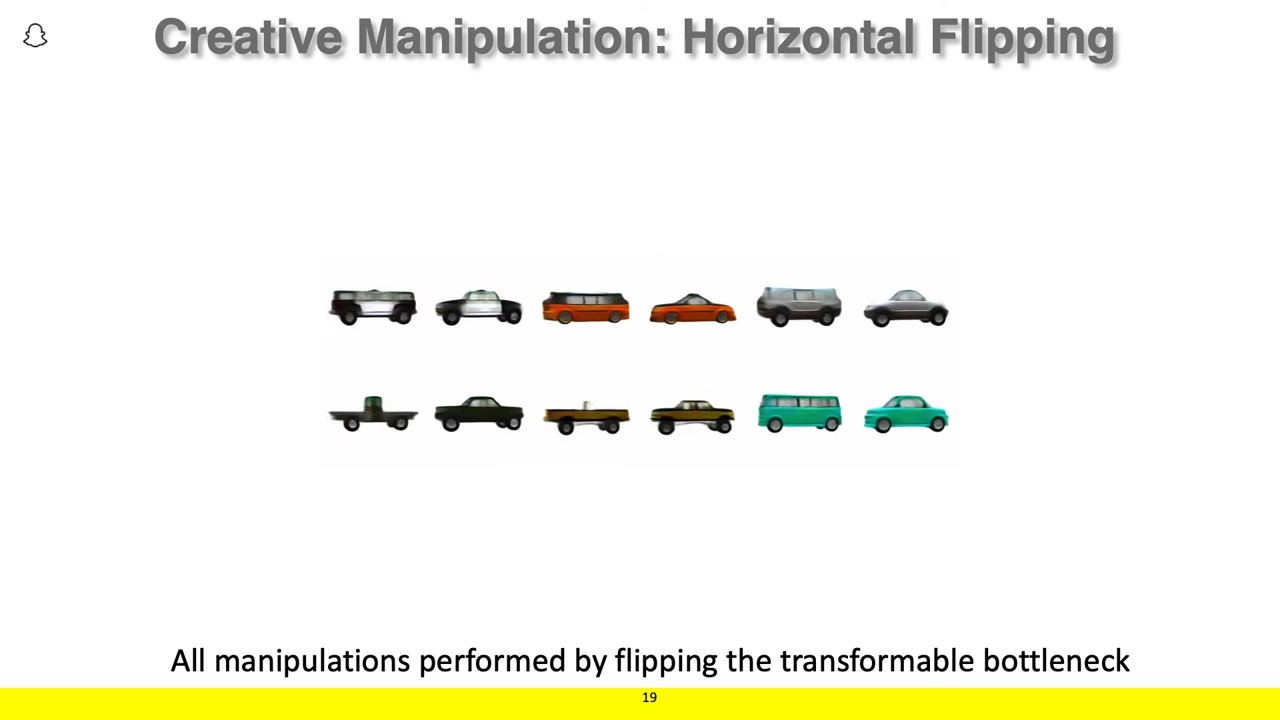 Creative Manipulation: Horizontal Flipping
All manipulations performed by flipping the transformable bottleneck
19